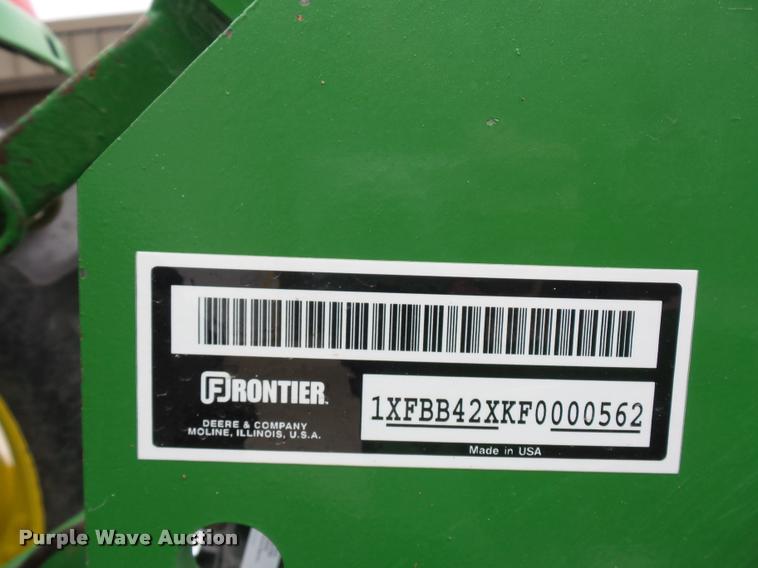 FRONTIER
DEERE & COMPANY
MOLINE, ILLINOIS, U.S.A.
1XFBB42XKF0000562
Made in USA
Purple Wave Auction